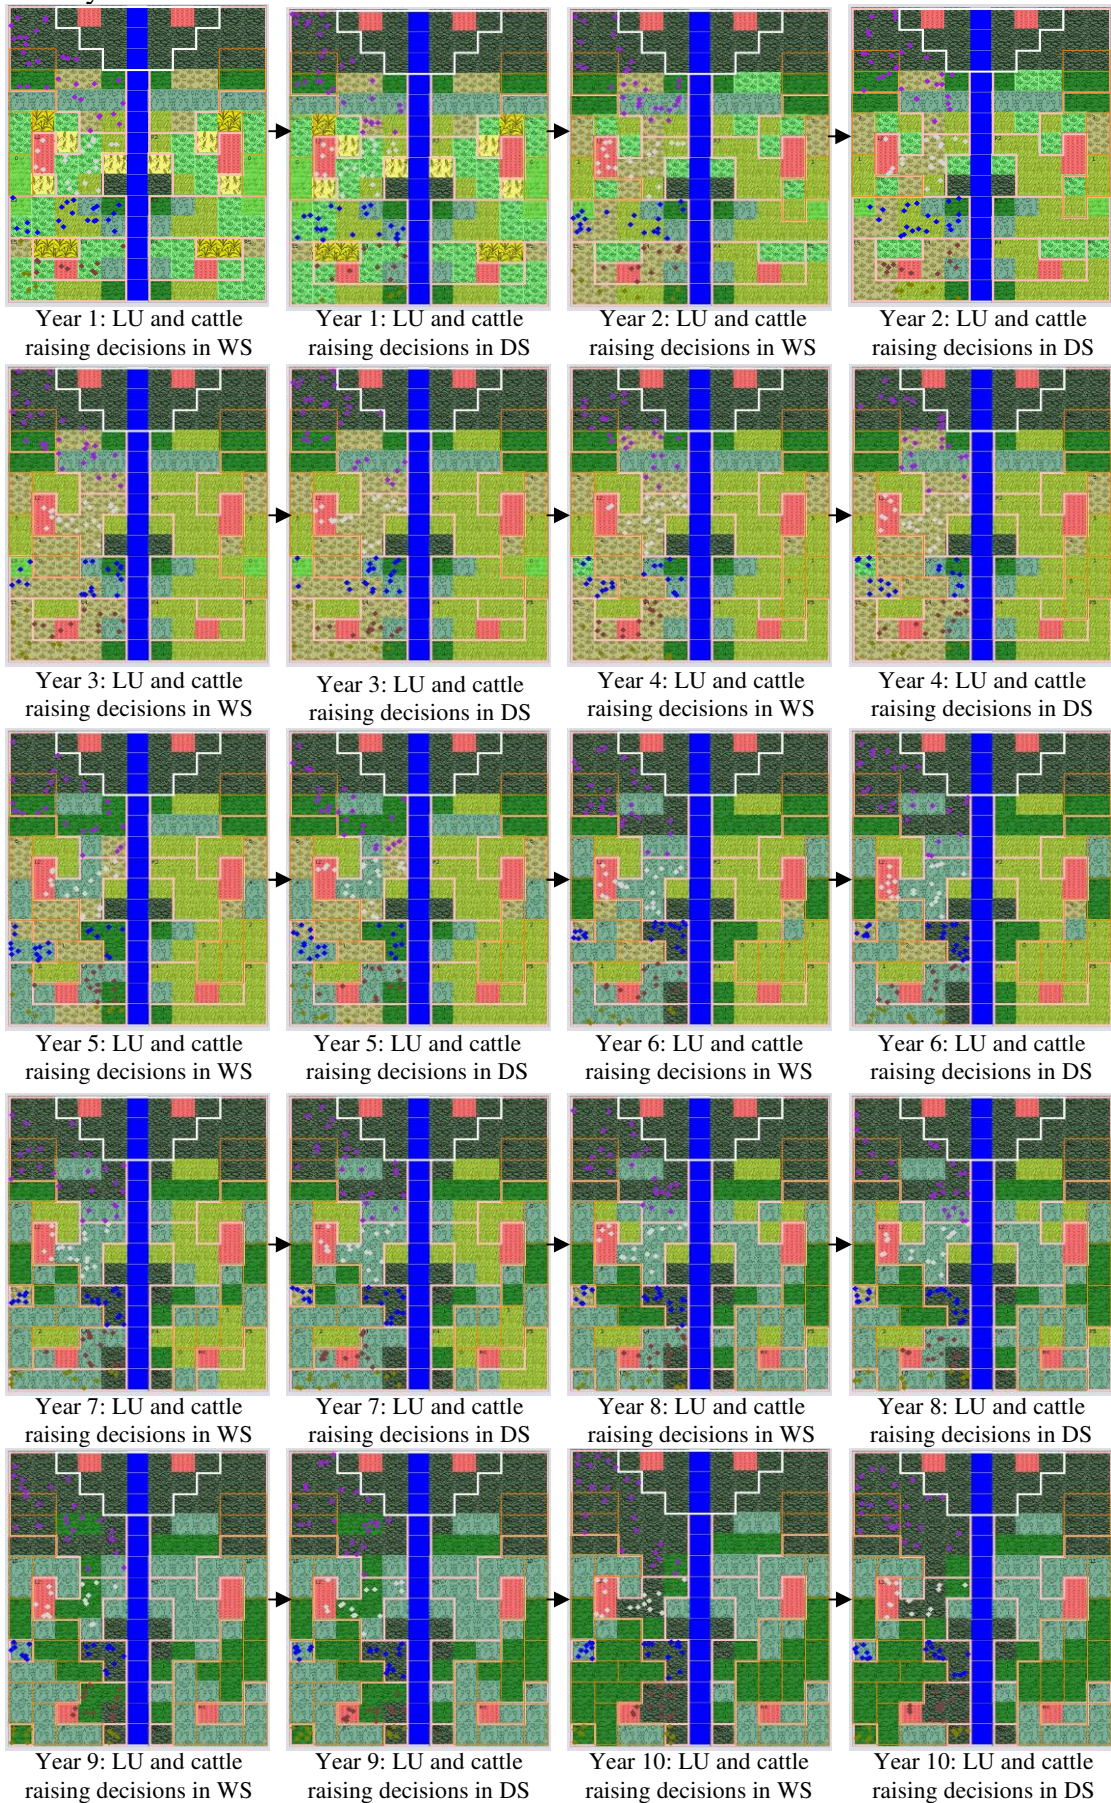 Year 1: LU and cattle
raising decisions in WS
Year 1: LU and cattle
raising decisions in DS
Year 2: LU and cattle
raising decisions in WS
Year 2: LU and cattle
raising decisions in DS
Year 3: LU and cattle
raising decisions in WS
Year 3: LU and cattle
raising decisions in DS
Year 4: LU and cattle
raising decisions in WS
Year 4: LU and cattle
raising decisions in DS
Year 5: LU and cattle
raising decisions in WS
Year 5: LU and cattle
raising decisions in DS
Year 6: LU and cattle
raising decisions in WS
Year 6: LU and cattle
raising decisions in DS
Year 7: LU and cattle
raising decisions in WS
Year 7: LU and cattle
raising decisions in DS
Year 8: LU and cattle
raising decisions in WS
Year 8: LU and cattle
raising decisions in DS
Year 9: LU and cattle
raising decisions in WS
Year 9: LU and cattle
raising decisions in DS
Year 10: LU and cattle
raising decisions in WS
Year 10: LU and cattle
raising decisions in DS